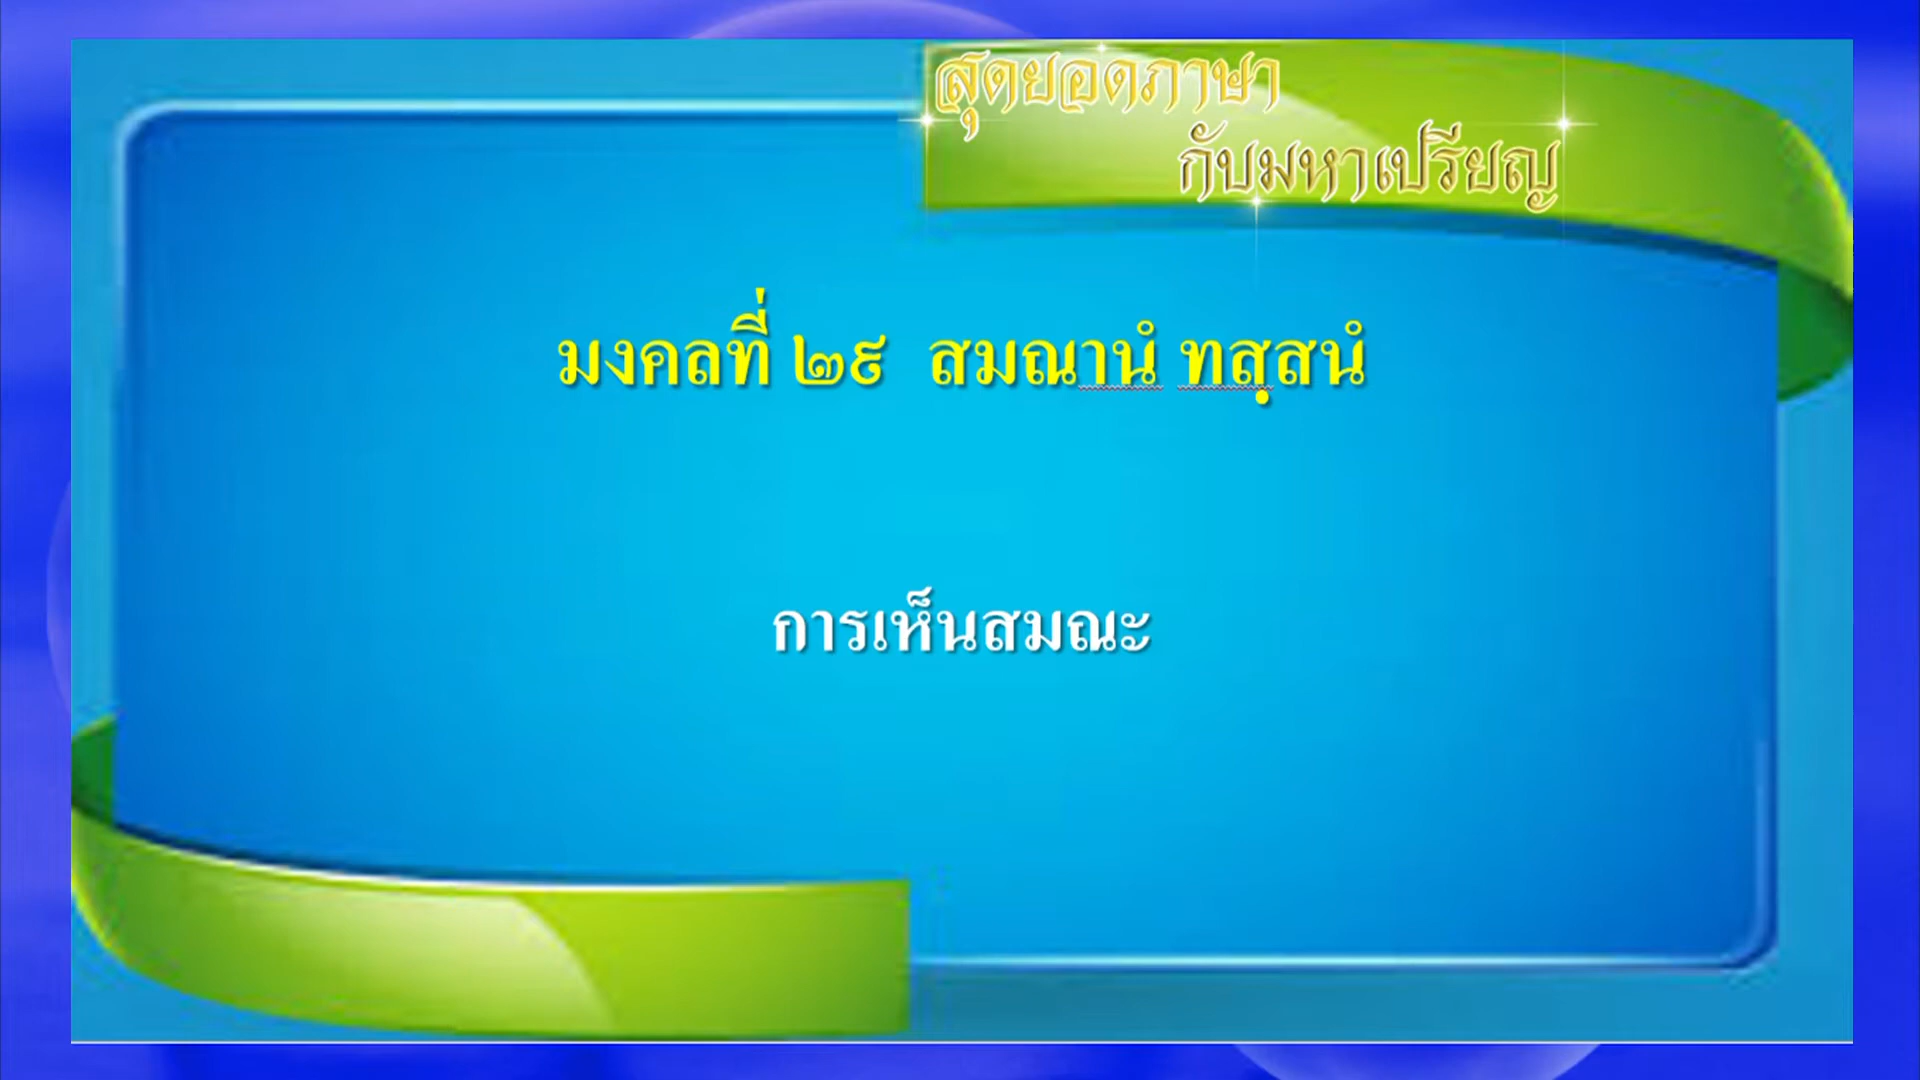 สุดยอดภาษา
กับมหาเปรียญ
มงคลที่ ๒๙ สมณานํ ทสฺสนํ
การเห็นสมณะ